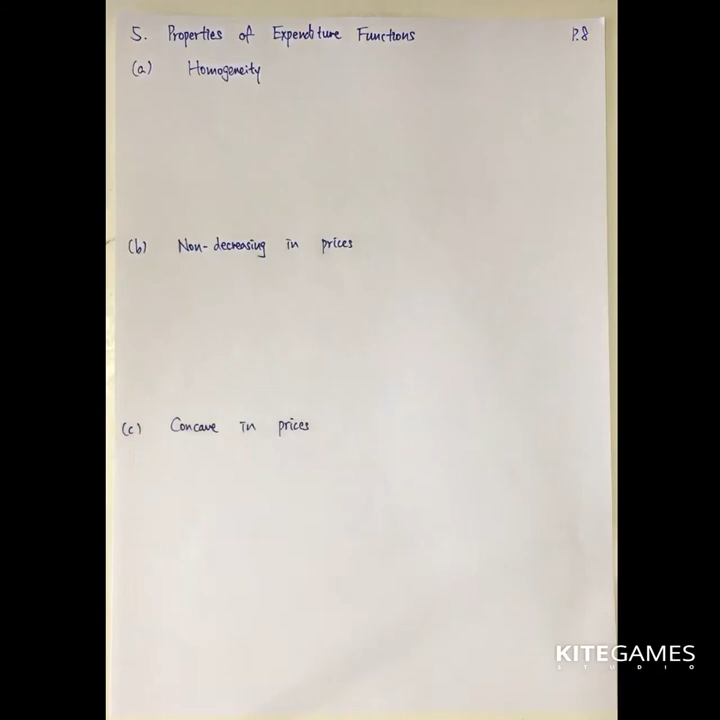 5. Properties of Expenditure Functions P.8
(a) Homogeneity
(b) Non-decreasing in prices
(c) Concave in prices
KITEGAMES
STUDIO